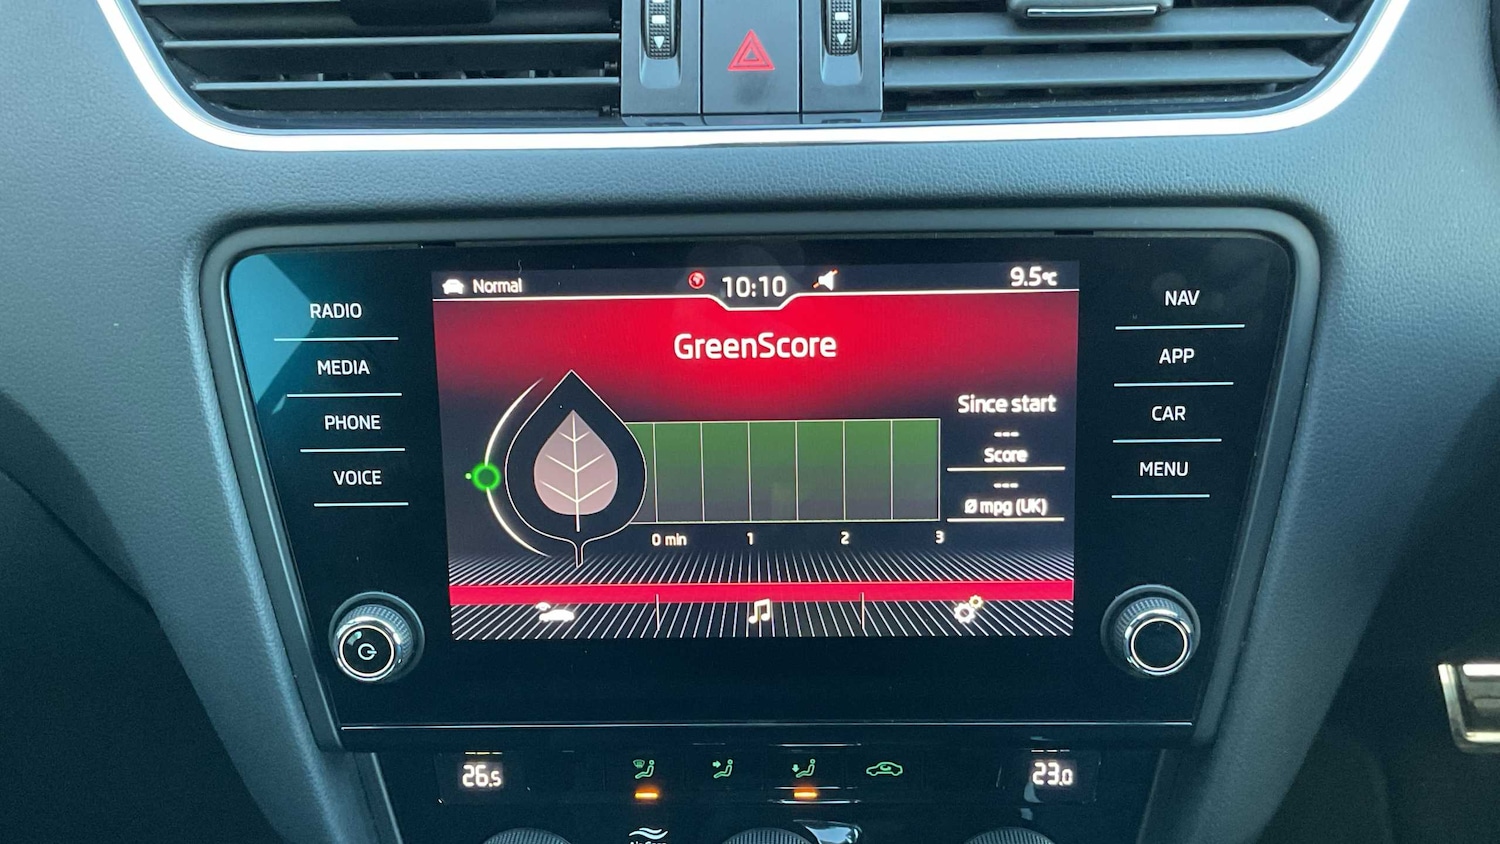 Normal
10:10
9.5°C
RADIO
MEDIA
PHONE
VOICE
GreenScore
Since start
---
Score
---
Ø mpg (UK)
0 min
1
2
3
NAV
APP
CAR
MENU
26.5
23.0